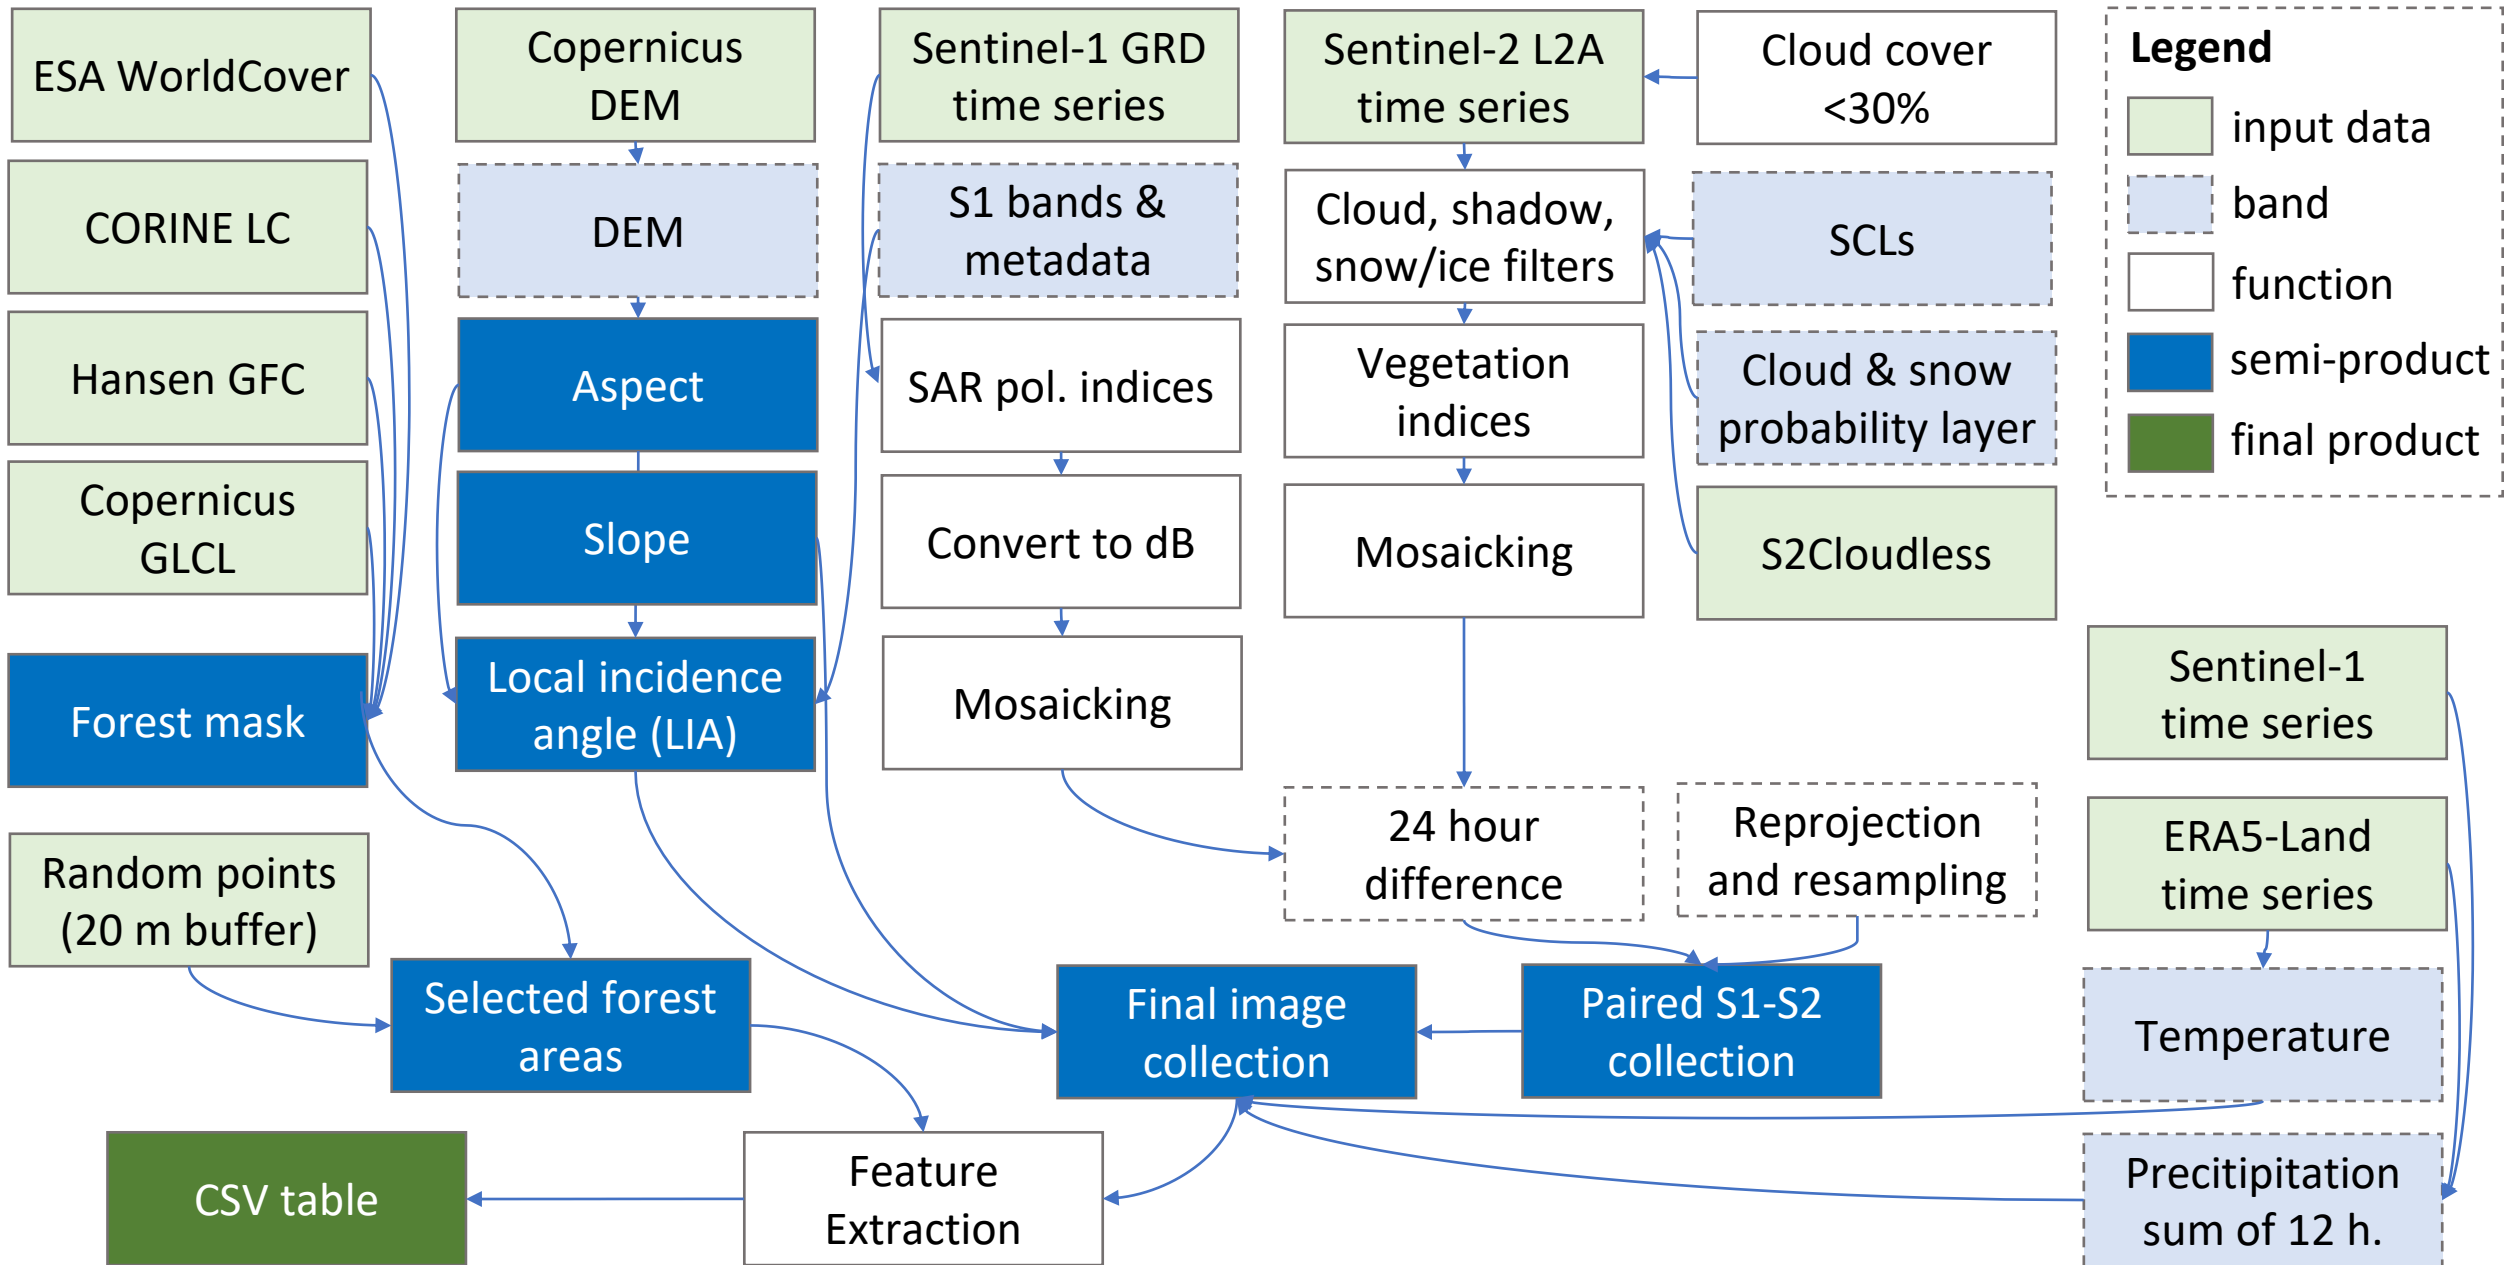 ESA WorldCover
CORINE LC
Hansen GFC
Copernicus
GLCL
Forest mask
Random points
(20 m buffer)
Copernicus
DEM
DEM
Aspect
Slope
Local incidence
angle (LIA)
Selected forest
areas
CSV table
Sentinel-1 GRD
time series
S1 bands &
metadata
SAR pol. indices
Convert to dB
Mosaicking
Sentinel-2 L2A
time series
Cloud, shadow,
snow/ice filters
Vegetation
indices
Mosaicking
24 hour
difference
Final image
collection
Feature
Extraction
Cloud cover
<30%
SCLs
Cloud & snow
probability layer
S2Cloudless
Reprojection
and resampling
Paired S1-S2
collection
Legend
input data
band
function
semi-product
final product
Sentinel-1
time series
ERA5-Land
time series
Temperature
Precitipitation
sum of 12 h.